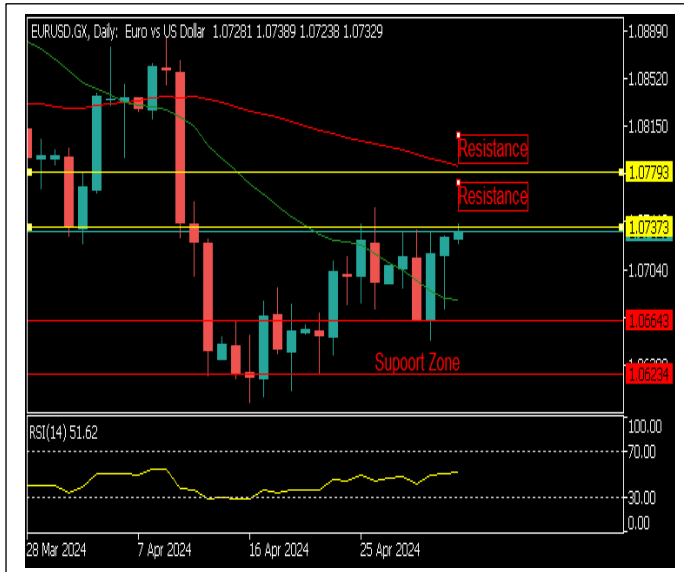 EURUSD.GX, Daily: Euro vs US Dollar 1.07281 1.07389 1.07238 1.07329
1.08890
1.08520
1.08150
Resistance
1.07793
Resistance
1.07373
1.07040
1.06643
Supoort Zone
1.06234
RSI(14) 51.62
100.00
70.00
30.00
0.00
28 Mar 2024 7 Apr 2024 16 Apr 2024 25 Apr 2024